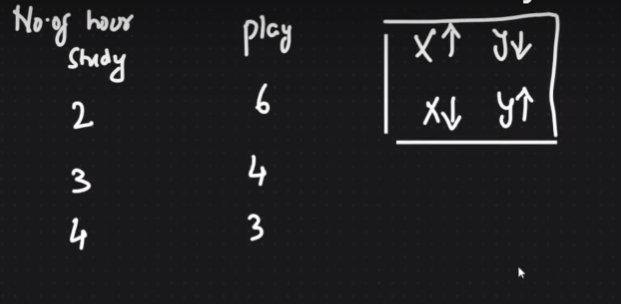 No. of hour play
Study
2 6
3 4
4 3
X↑ y↓
X↓ y↑